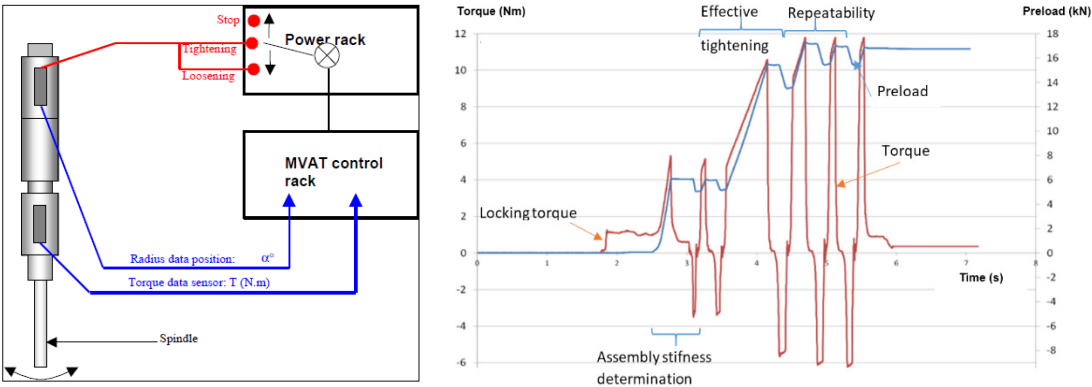 Stop
Power rack
Tightening
Loosening
MVAT control
rack
Radius data position: α°
Torque data sensor: T (N.m)
Spindle
Torque (Nm)
Effective
tightening
Repeatability
Preload (kN)
12
10
8
6
4
2
0
-2
-4
-6
18
16
14
12
10
8
6
4
2
0
-2
-4
-6
-8
Preload
Torque
Locking torque
0
1
2
3
4
5
6
7
8
Time (s)
Assembly stifness
determination